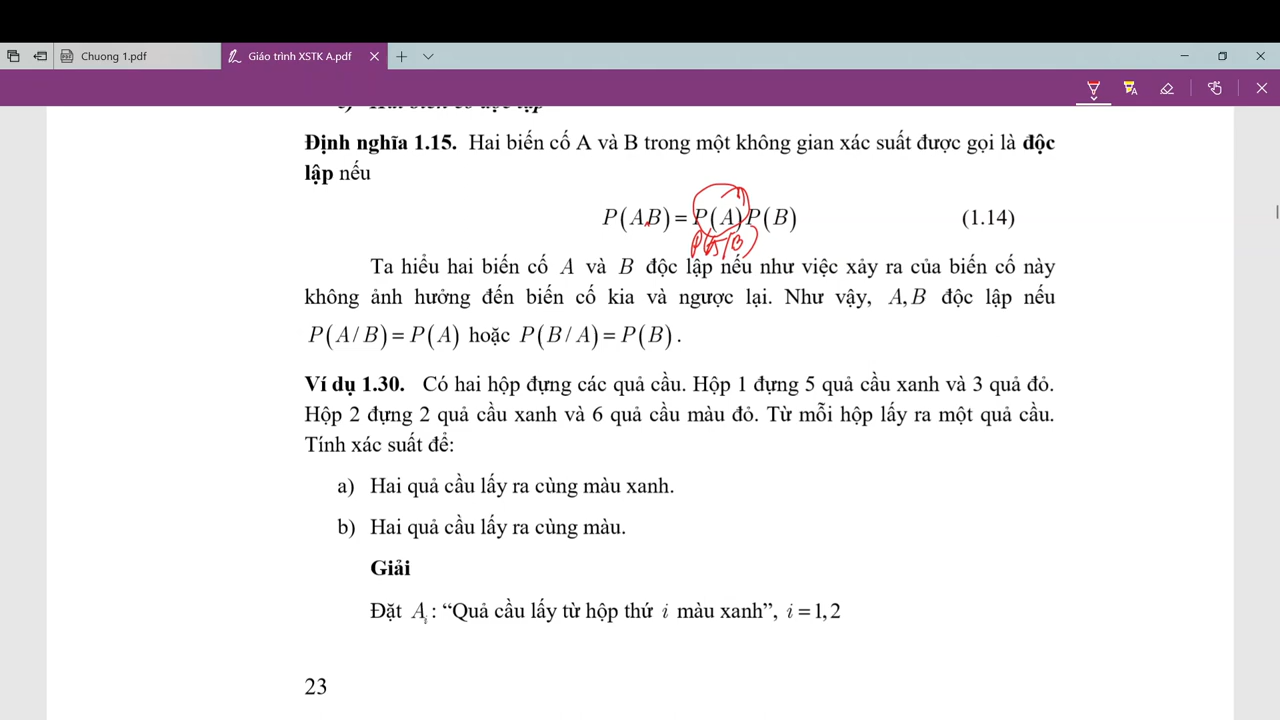 Chuong 1.pdf
Giáo trình XSTK A.pdf
Định nghĩa 1.15. Hai biến cố A và B trong một không gian xác suất được gọi là độc
lập nếu
P(AB) = P(A)P(B) (1.14)
P(A/B)
Ta hiểu hai biến cố A và B độc lập nếu như việc xảy ra của biến cố này
không ảnh hưởng đến biến cố kia và ngược lại. Như vậy, A, B độc lập nếu
P(A/B) = P(A) hoặc P(B/A) = P(B).
Ví dụ 1.30. Có hai hộp đựng các quả cầu. Hộp 1 đựng 5 quả cầu xanh và 3 quả đỏ.
Hộp 2 đựng 2 quả cầu xanh và 6 quả cầu màu đỏ. Từ mỗi hộp lấy ra một quả cầu.
Tính xác suất để:
a) Hai quả cầu lấy ra cùng màu xanh.
b) Hai quả cầu lấy ra cùng màu.
Giải
Đặt Aᵢ: “Quả cầu lấy từ hộp thứ i màu xanh”, i = 1, 2
23